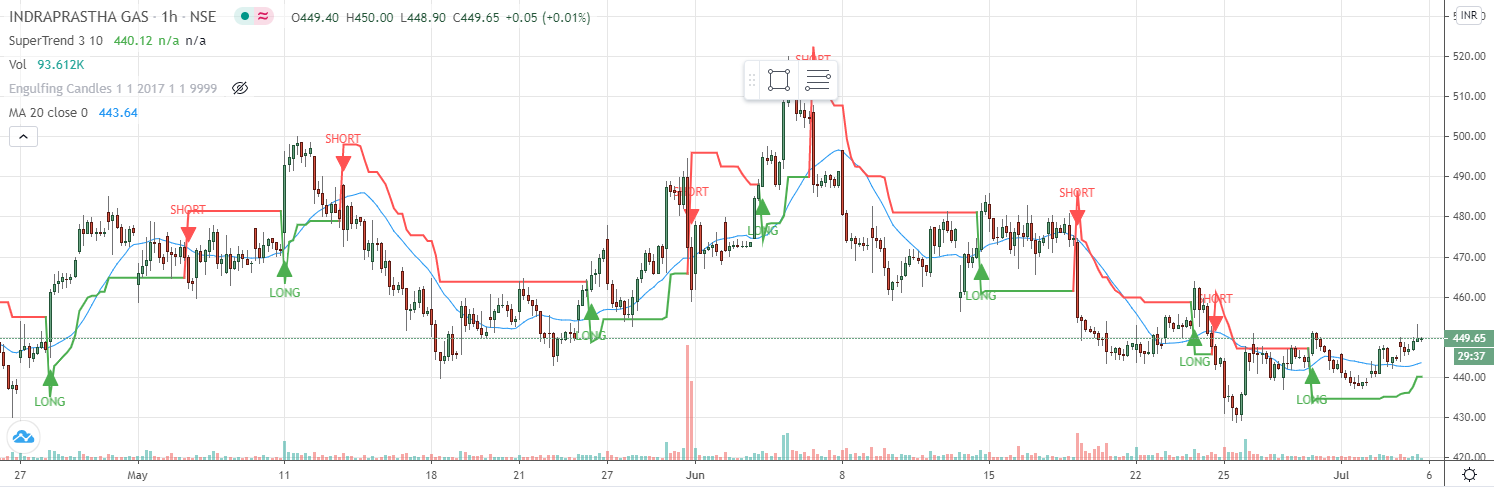 INDRAPRASTHA GAS · 1h · NSE O449.40 H450.00 L448.90 C449.65 +0.05 (+0.01%)
INR
SuperTrend 3 10 440.12 n/a n/a
Vol 93.612K
Engulfing Candles 1 1 2017 1 1 9999
MA 20 close 0 443.64
520.00
510.00
500.00
490.00
480.00
470.00
460.00
449.65
29:37
440.00
430.00
420.00
SHORT
SHORT
SHORT
SHORT
SHORT
SHORT
LONG
LONG
LONG
LONG
LONG
LONG
LONG
27 May 11 18 21 27 Jun 8 15 22 25 Jul 6